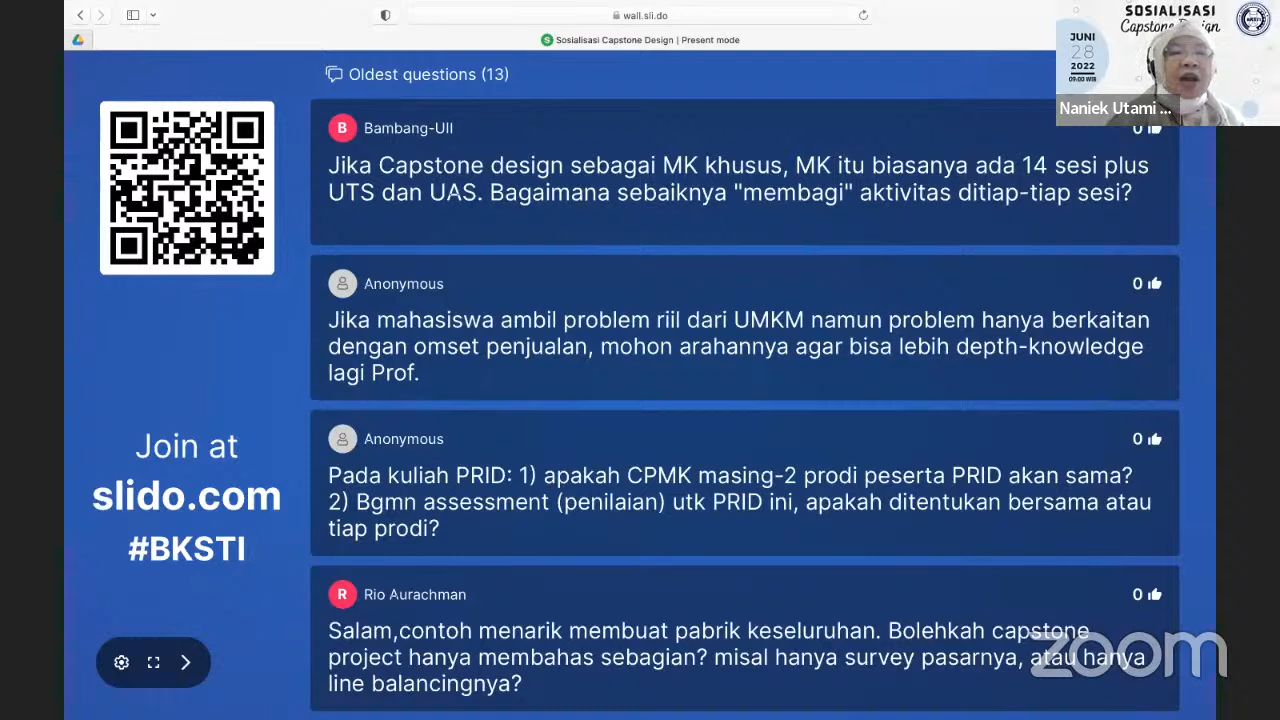 wall.sli.do
Sosialisasi Capstone Design | Present mode
SOSIALISASI
Capstone Design
JUNI
28
2022
09:00 WIB
Naniek Utami ...
Oldest questions (13)
B Bambang-UII
0
Jika Capstone design sebagai MK khusus, MK itu biasanya ada 14 sesi plus
UTS dan UAS. Bagaimana sebaiknya "membagi" aktivitas ditiap-tiap sesi?
Anonymous
0
Jika mahasiswa ambil problem riil dari UMKM namun problem hanya berkaitan
dengan omset penjualan, mohon arahannya agar bisa lebih depth-knowledge
lagi Prof.
Anonymous
0
Pada kuliah PRID: 1) apakah CPMK masing-2 prodi peserta PRID akan sama?
2) Bgmn assessment (penilaian) utk PRID ini, apakah ditentukan bersama atau
tiap prodi?
R Rio Aurachman
0
Salam,contoh menarik membuat pabrik keseluruhan. Bolehkah capstone
project hanya membahas sebagian? misal hanya survey pasarnya, atau hanya
line balancingnya?
Join at
slido.com
#BKSTI
zoom